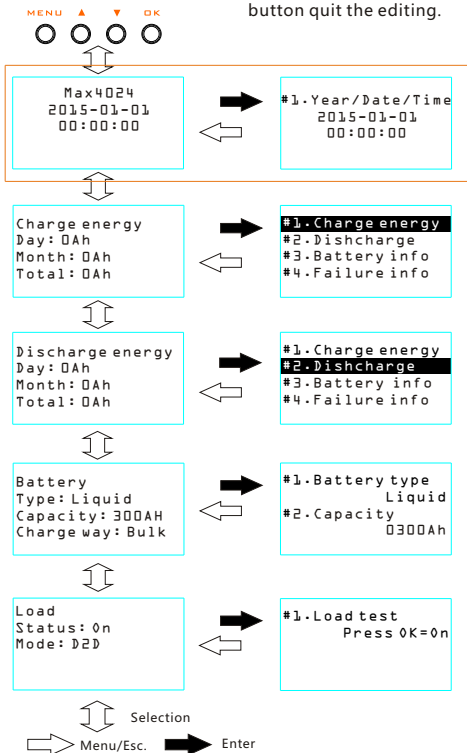 MENU ▲ ▼ OK
button quit the editing.
Max4024
2015-01-01
00:00:00
#1.Year/Date/Time
2015-01-01
00:00:00
Charge energy
Day: 0Ah
Month: 0Ah
Total: 0Ah
#1.Charge energy
#2.Dishcharge
#3.Battery info
#4.Failure info
Discharge energy
Day: 0Ah
Month: 0Ah
Total: 0Ah
#1.Charge energy
#2.Dishcharge
#3.Battery info
#4.Failure info
Battery
Type: Liquid
Capacity: 300AH
Charge way: Bulk
#1.Battery type
Liquid
#2.Capacity
0300Ah
Load
Status: On
Mode: D2D
#1.Load test
Press OK=On
Selection
Menu/Esc.
Enter